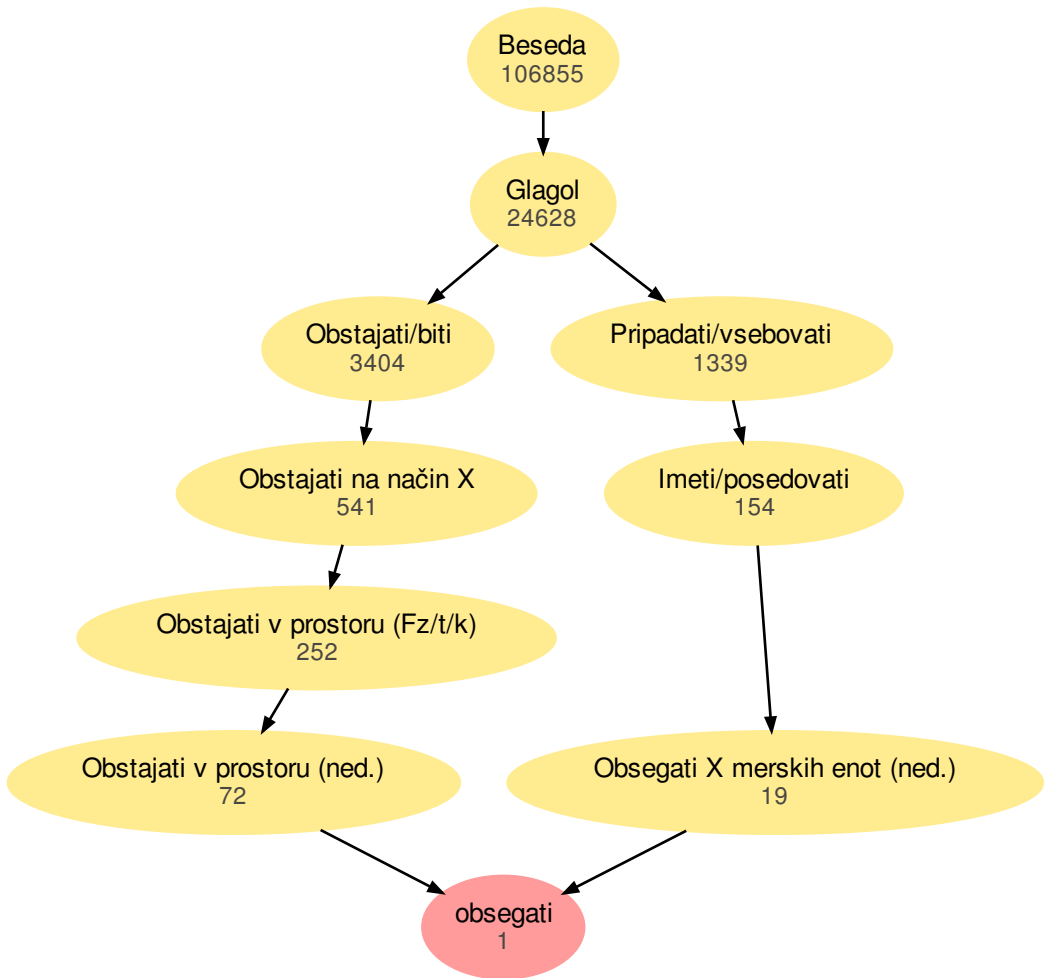 Beseda
106855
Glagol
24628
Obstajati/biti
3404
Pripadati/vsebovati
1339
Obstajati na način X
541
Imeti/posedovati
154
Obstajati v prostoru (Fz/t/k)
252
Obstajati v prostoru (ned.)
72
Obsegati X merskih enot (ned.)
19
obsegati
1